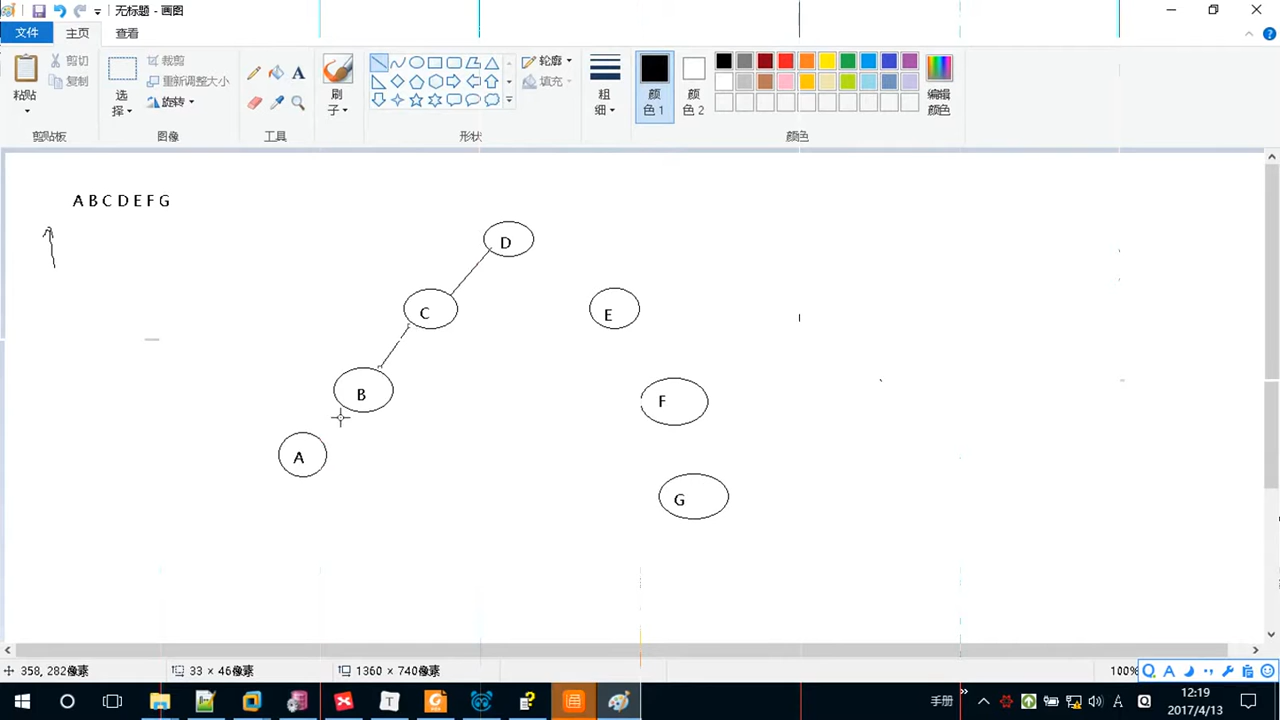 无标题 - 画图
文件 主页 查看
粘贴
剪切
复制
剪贴板
选择
裁剪
重新调整大小
旋转
图像
A
工具
刷子
轮廓
填充
形状
粗细
颜色 1
颜色 2
编辑颜色
颜色
A B C D E F G
D
C
E
B
F
A
G
358, 282像素
33 × 46像素
1360 × 740像素
100%
手册
12:19
2017/4/13